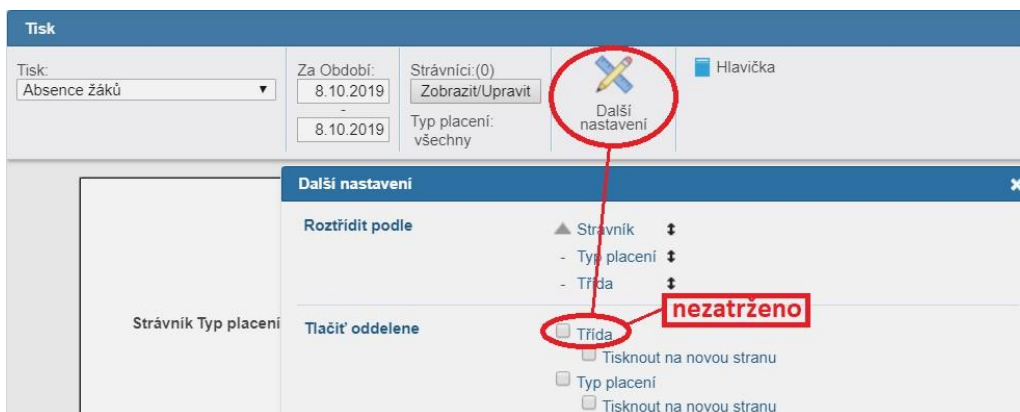 Tisk
Tisk:
Absence žáků
Za Období:
8.10.2019
-
8.10.2019
Strávníci:(0)
Zobrazit/Upravit
Typ placení:
všechny
Další
nastavení
Hlavička
Další nastavení
Roztřídit podle
Strávník
- Typ placení
- Třída
nezatrženo
Strávník Typ placení
Tlačiť oddelene
Třída
Tisknout na novou stranu
Typ placení
Tisknout na novou stranu